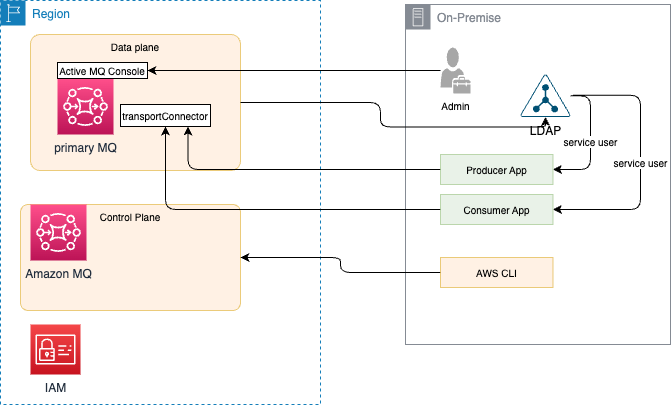 Region
Data plane
Active MQ Console
transportConnector
primary MQ
Control Plane
Amazon MQ
IAM
On-Premise
Admin
LDAP
service user
service user
Producer App
Consumer App
AWS CLI